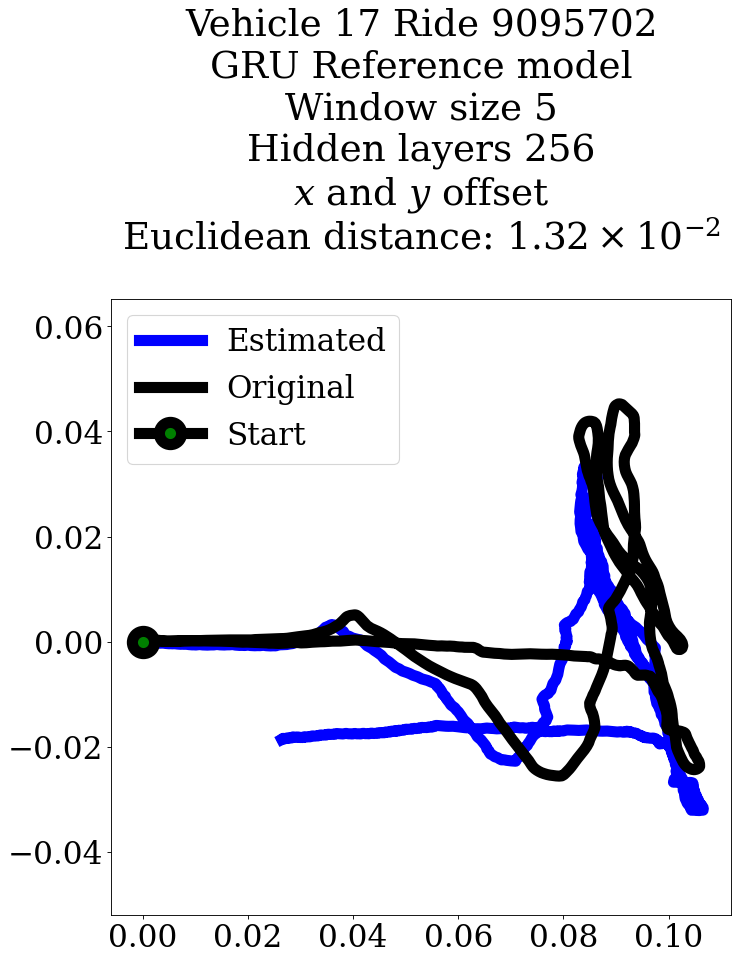 Vehicle 17 Ride 9095702
GRU Reference model
Window size 5
Hidden layers 256
x and y offset
Euclidean distance: 1.32 × 10⁻²
Estimated
Original
Start
0.06
0.04
0.02
0.00
−0.02
−0.04
0.00 0.02 0.04 0.06 0.08 0.10